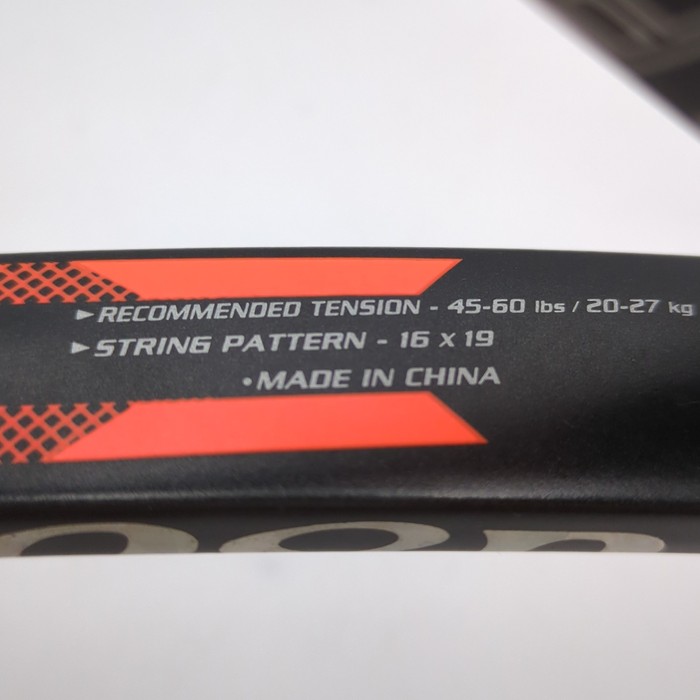 ▶RECOMMENDED TENSION - 45-60 lbs / 20-27 kg
▶STRING PATTERN - 16 x 19
•MADE IN CHINA